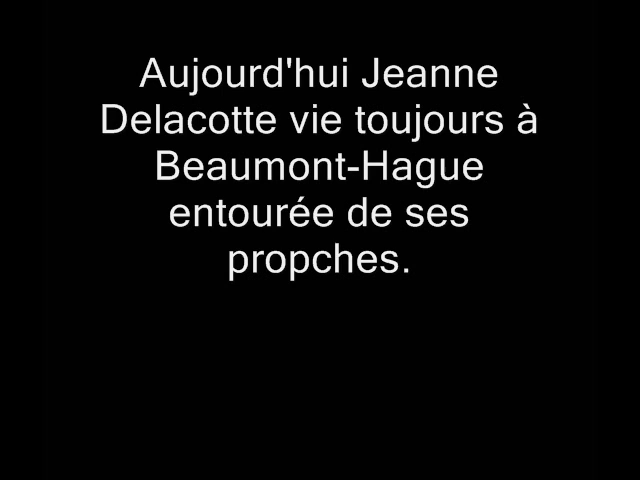 Aujourd'hui Jeanne
Delacotte vie toujours à
Beaumont-Hague
entourée de ses
propches.